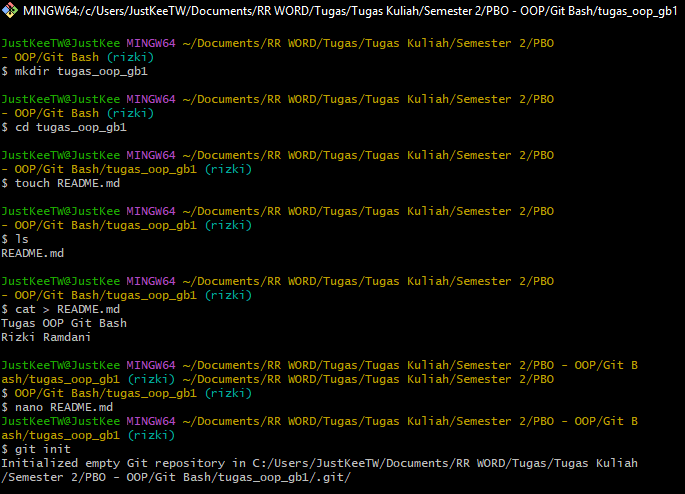 MINGW64:/c/Users/JustKeeTW/Documents/RR WORD/Tugas/Tugas Kuliah/Semester 2/PBO - OOP/Git Bash/tugas_oop_gb1
JustKeeTW@JustKee MINGW64 ~/Documents/RR WORD/Tugas/Tugas Kuliah/Semester 2/PBO
- OOP/Git Bash (rizki)
$ mkdir tugas_oop_gb1
JustKeeTW@JustKee MINGW64 ~/Documents/RR WORD/Tugas/Tugas Kuliah/Semester 2/PBO
- OOP/Git Bash (rizki)
$ cd tugas_oop_gb1
JustKeeTW@JustKee MINGW64 ~/Documents/RR WORD/Tugas/Tugas Kuliah/Semester 2/PBO
- OOP/Git Bash/tugas_oop_gb1 (rizki)
$ touch README.md
JustKeeTW@JustKee MINGW64 ~/Documents/RR WORD/Tugas/Tugas Kuliah/Semester 2/PBO
- OOP/Git Bash/tugas_oop_gb1 (rizki)
$ ls
README.md
JustKeeTW@JustKee MINGW64 ~/Documents/RR WORD/Tugas/Tugas Kuliah/Semester 2/PBO
- OOP/Git Bash/tugas_oop_gb1 (rizki)
$ cat > README.md
Tugas OOP Git Bash
Rizki Ramdani
JustKeeTW@JustKee MINGW64 ~/Documents/RR WORD/Tugas/Tugas Kuliah/Semester 2/PBO - OOP/Git B
ash/tugas_oop_gb1 (rizki) ~/Documents/RR WORD/Tugas/Tugas Kuliah/Semester 2/PBO
$ OOP/Git Bash/tugas_oop_gb1 (rizki)
$ nano README.md
JustKeeTW@JustKee MINGW64 ~/Documents/RR WORD/Tugas/Tugas Kuliah/Semester 2/PBO - OOP/Git B
ash/tugas_oop_gb1 (rizki)
$ git init
Initialized empty Git repository in C:/Users/JustKeeTW/Documents/RR WORD/Tugas/Tugas Kuliah
/Semester 2/PBO - OOP/Git Bash/tugas_oop_gb1/.git/